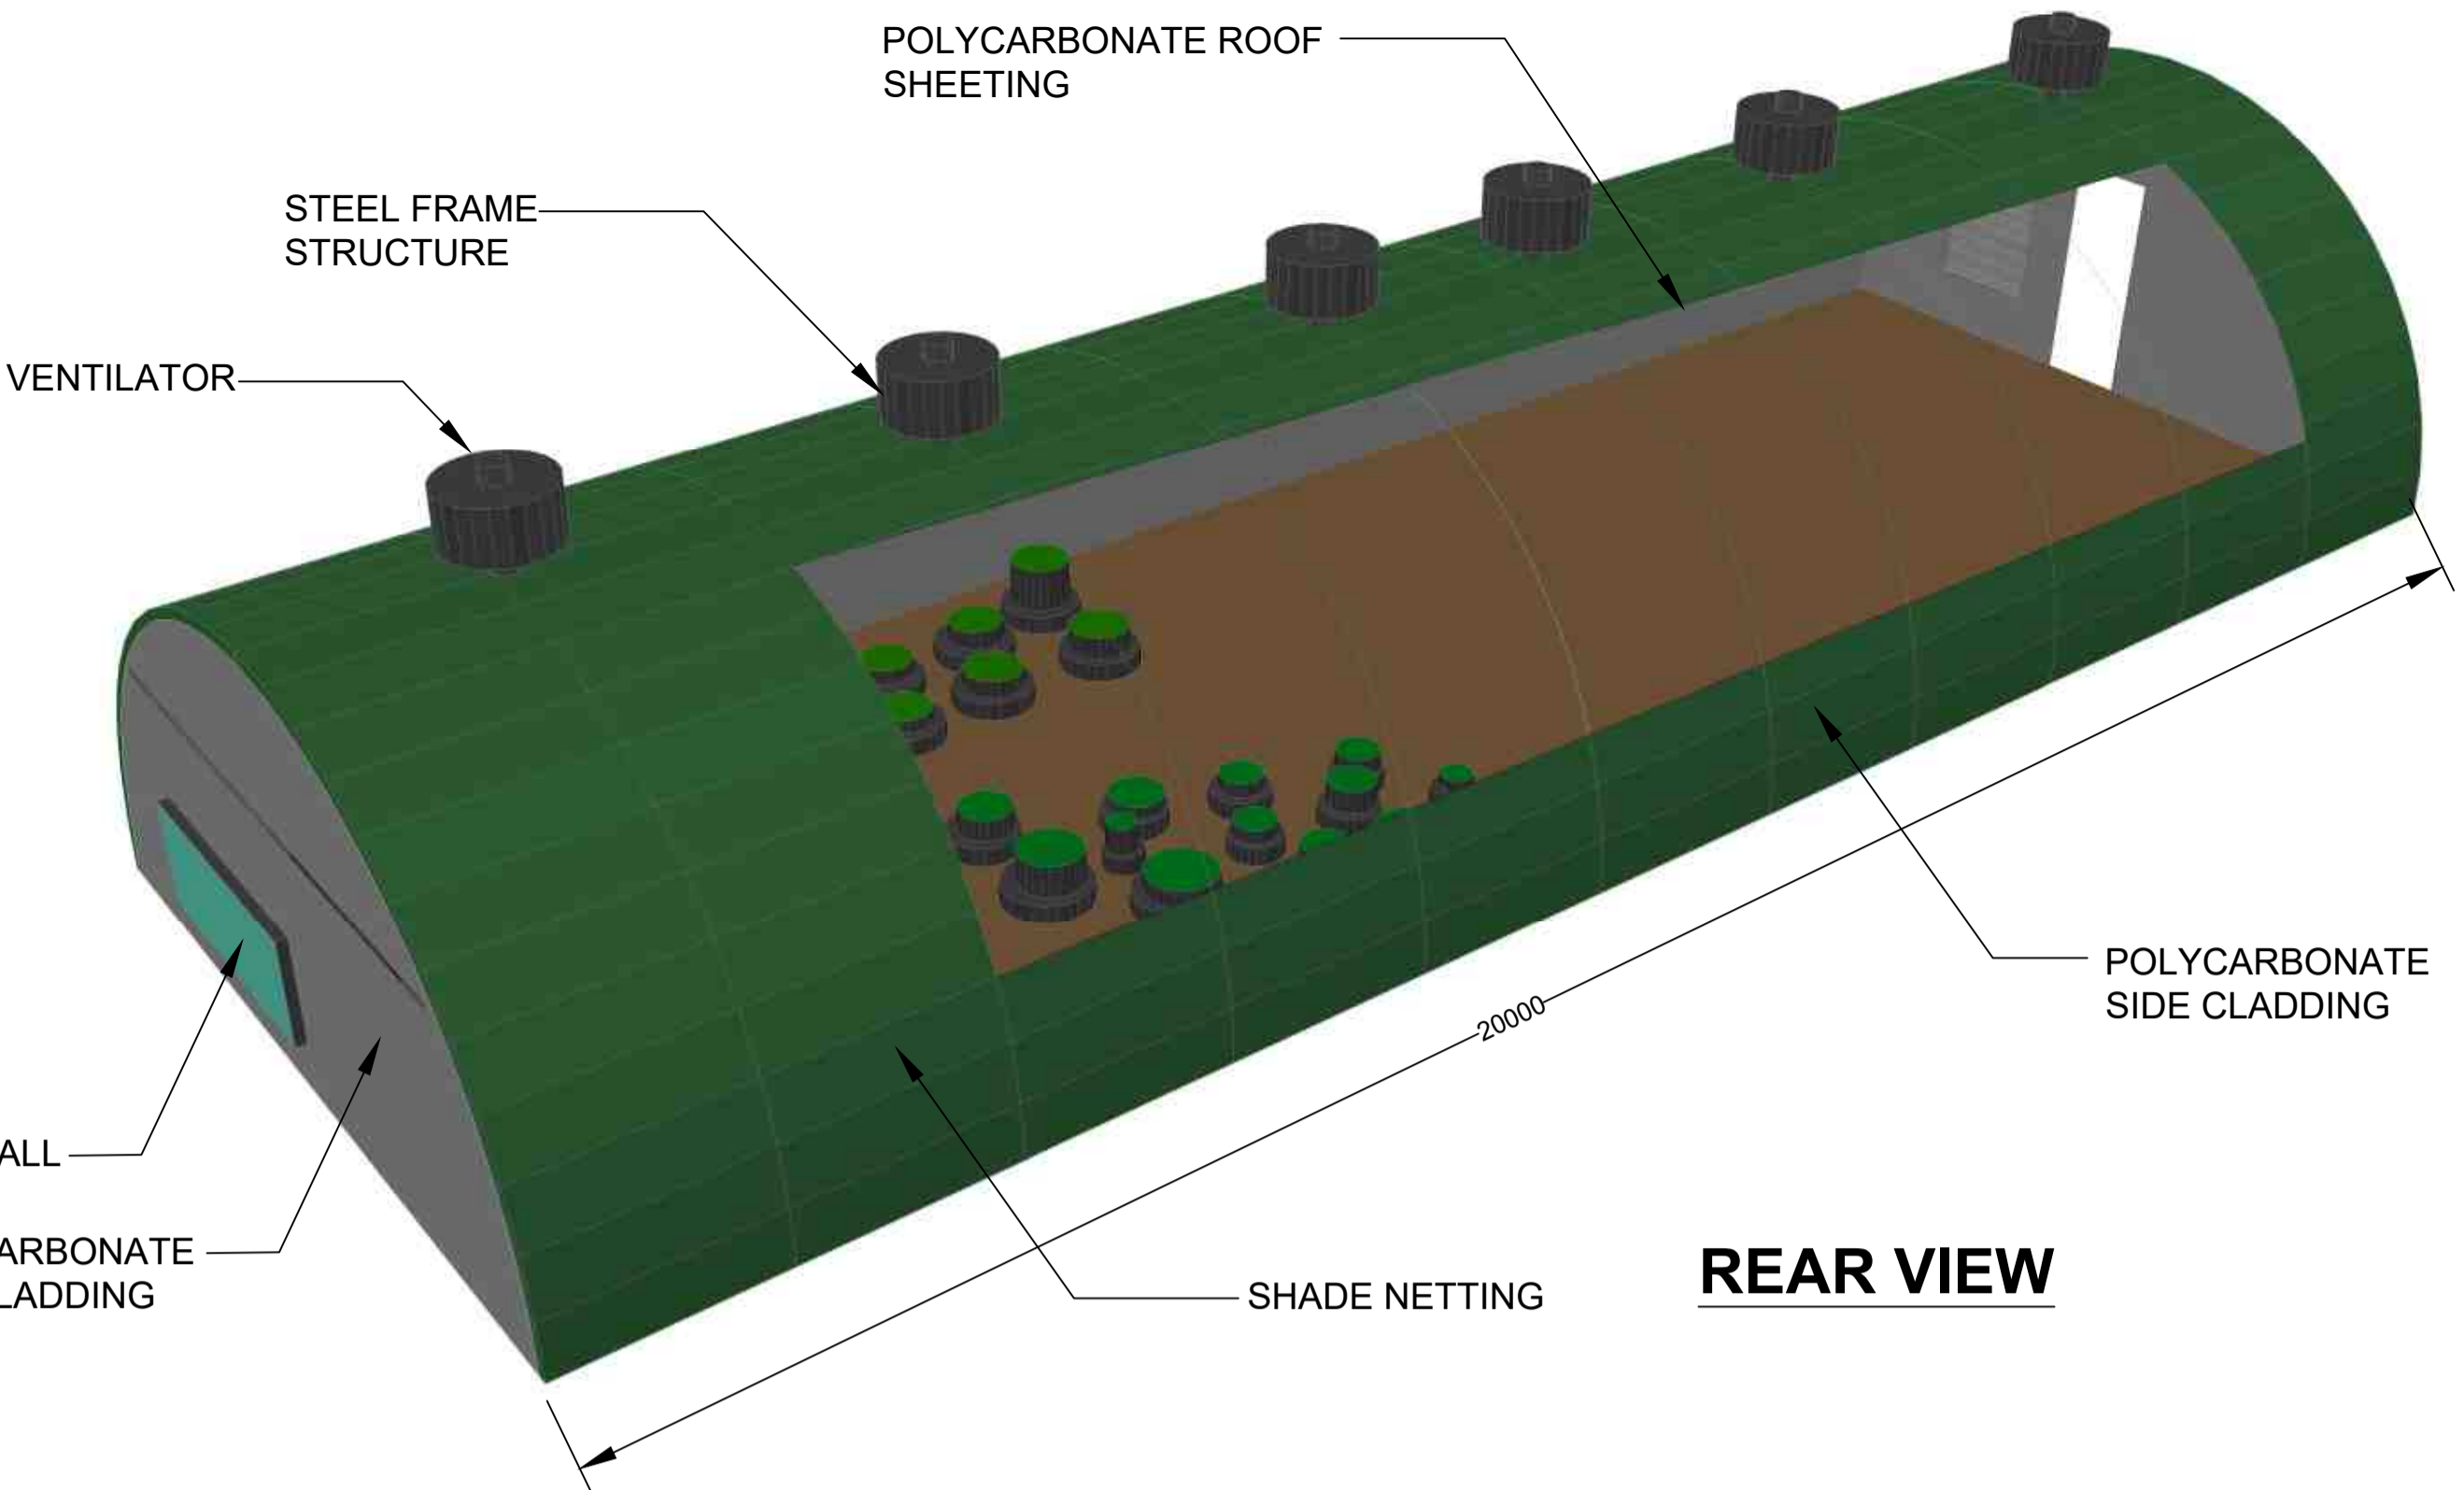 POLYCARBONATE ROOF
SHEETING
STEEL FRAME
STRUCTURE
VENTILATOR
POLYCARBONATE
SIDE CLADDING
20000
ALL
ARBONATE
LADDING
SHADE NETTING
REAR VIEW